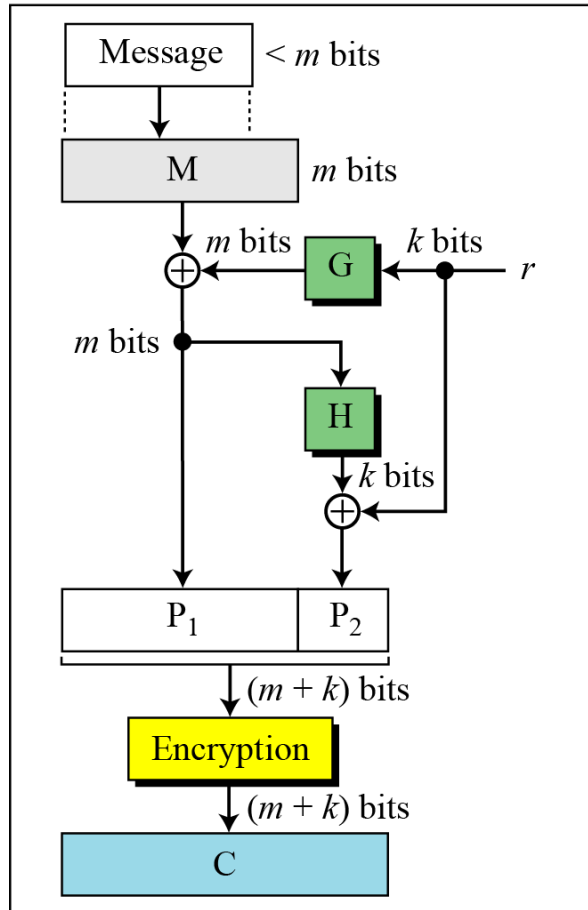 Message < m bits
M m bits
m bits G k bits r
m bits
H
k bits
P1 P2
(m + k) bits
Encryption
(m + k) bits
C